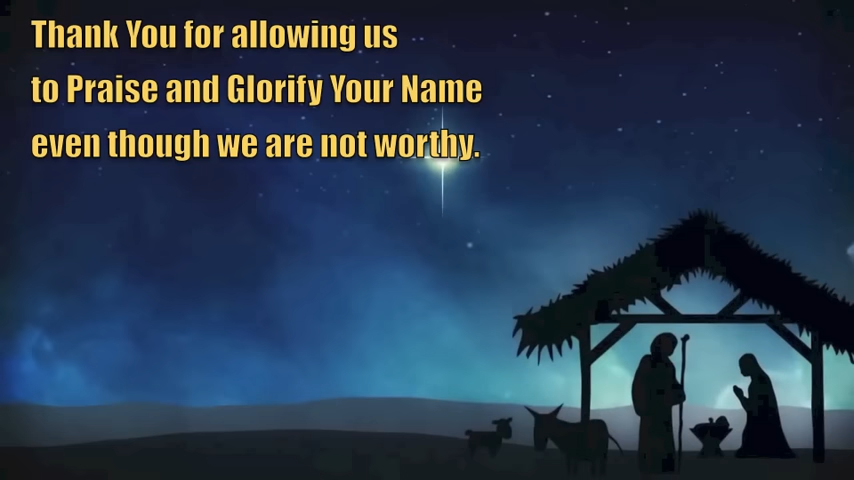 Thank You for allowing us
to Praise and Glorify Your Name
even though we are not worthy.